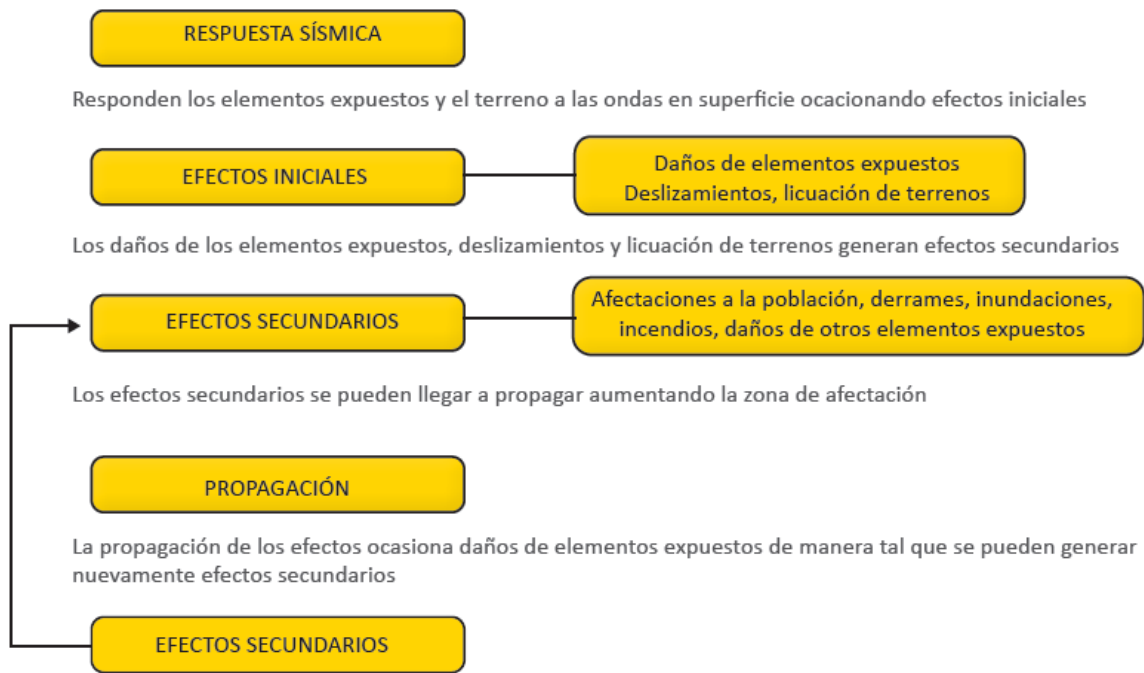 RESPUESTA SÍSMICA
Responden los elementos expuestos y el terreno a las ondas en superficie ocacionando efectos iniciales
EFECTOS INICIALES
Daños de elementos expuestos
Deslizamientos, licuación de terrenos
Los daños de los elementos expuestos, deslizamientos y licuación de terrenos generan efectos secundarios
EFECTOS SECUNDARIOS
Afectaciones a la población, derrames, inundaciones,
incendios, daños de otros elementos expuestos
Los efectos secundarios se pueden llegar a propagar aumentando la zona de afectación
PROPAGACIÓN
La propagación de los efectos ocasiona daños de elementos expuestos de manera tal que se pueden generar
nuevamente efectos secundarios
EFECTOS SECUNDARIOS